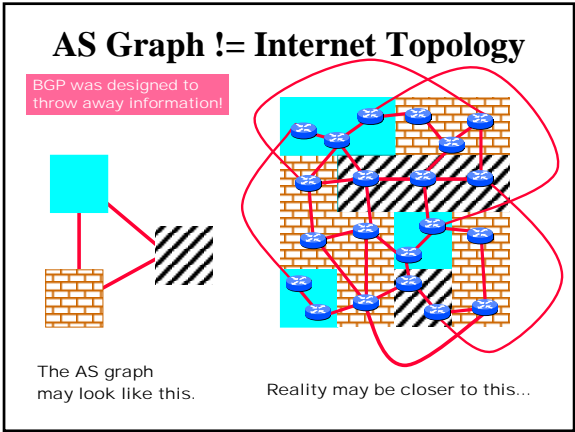 AS Graph != Internet Topology
BGP was designed to
throw away information!
The AS graph
may look like this.
Reality may be closer to this...